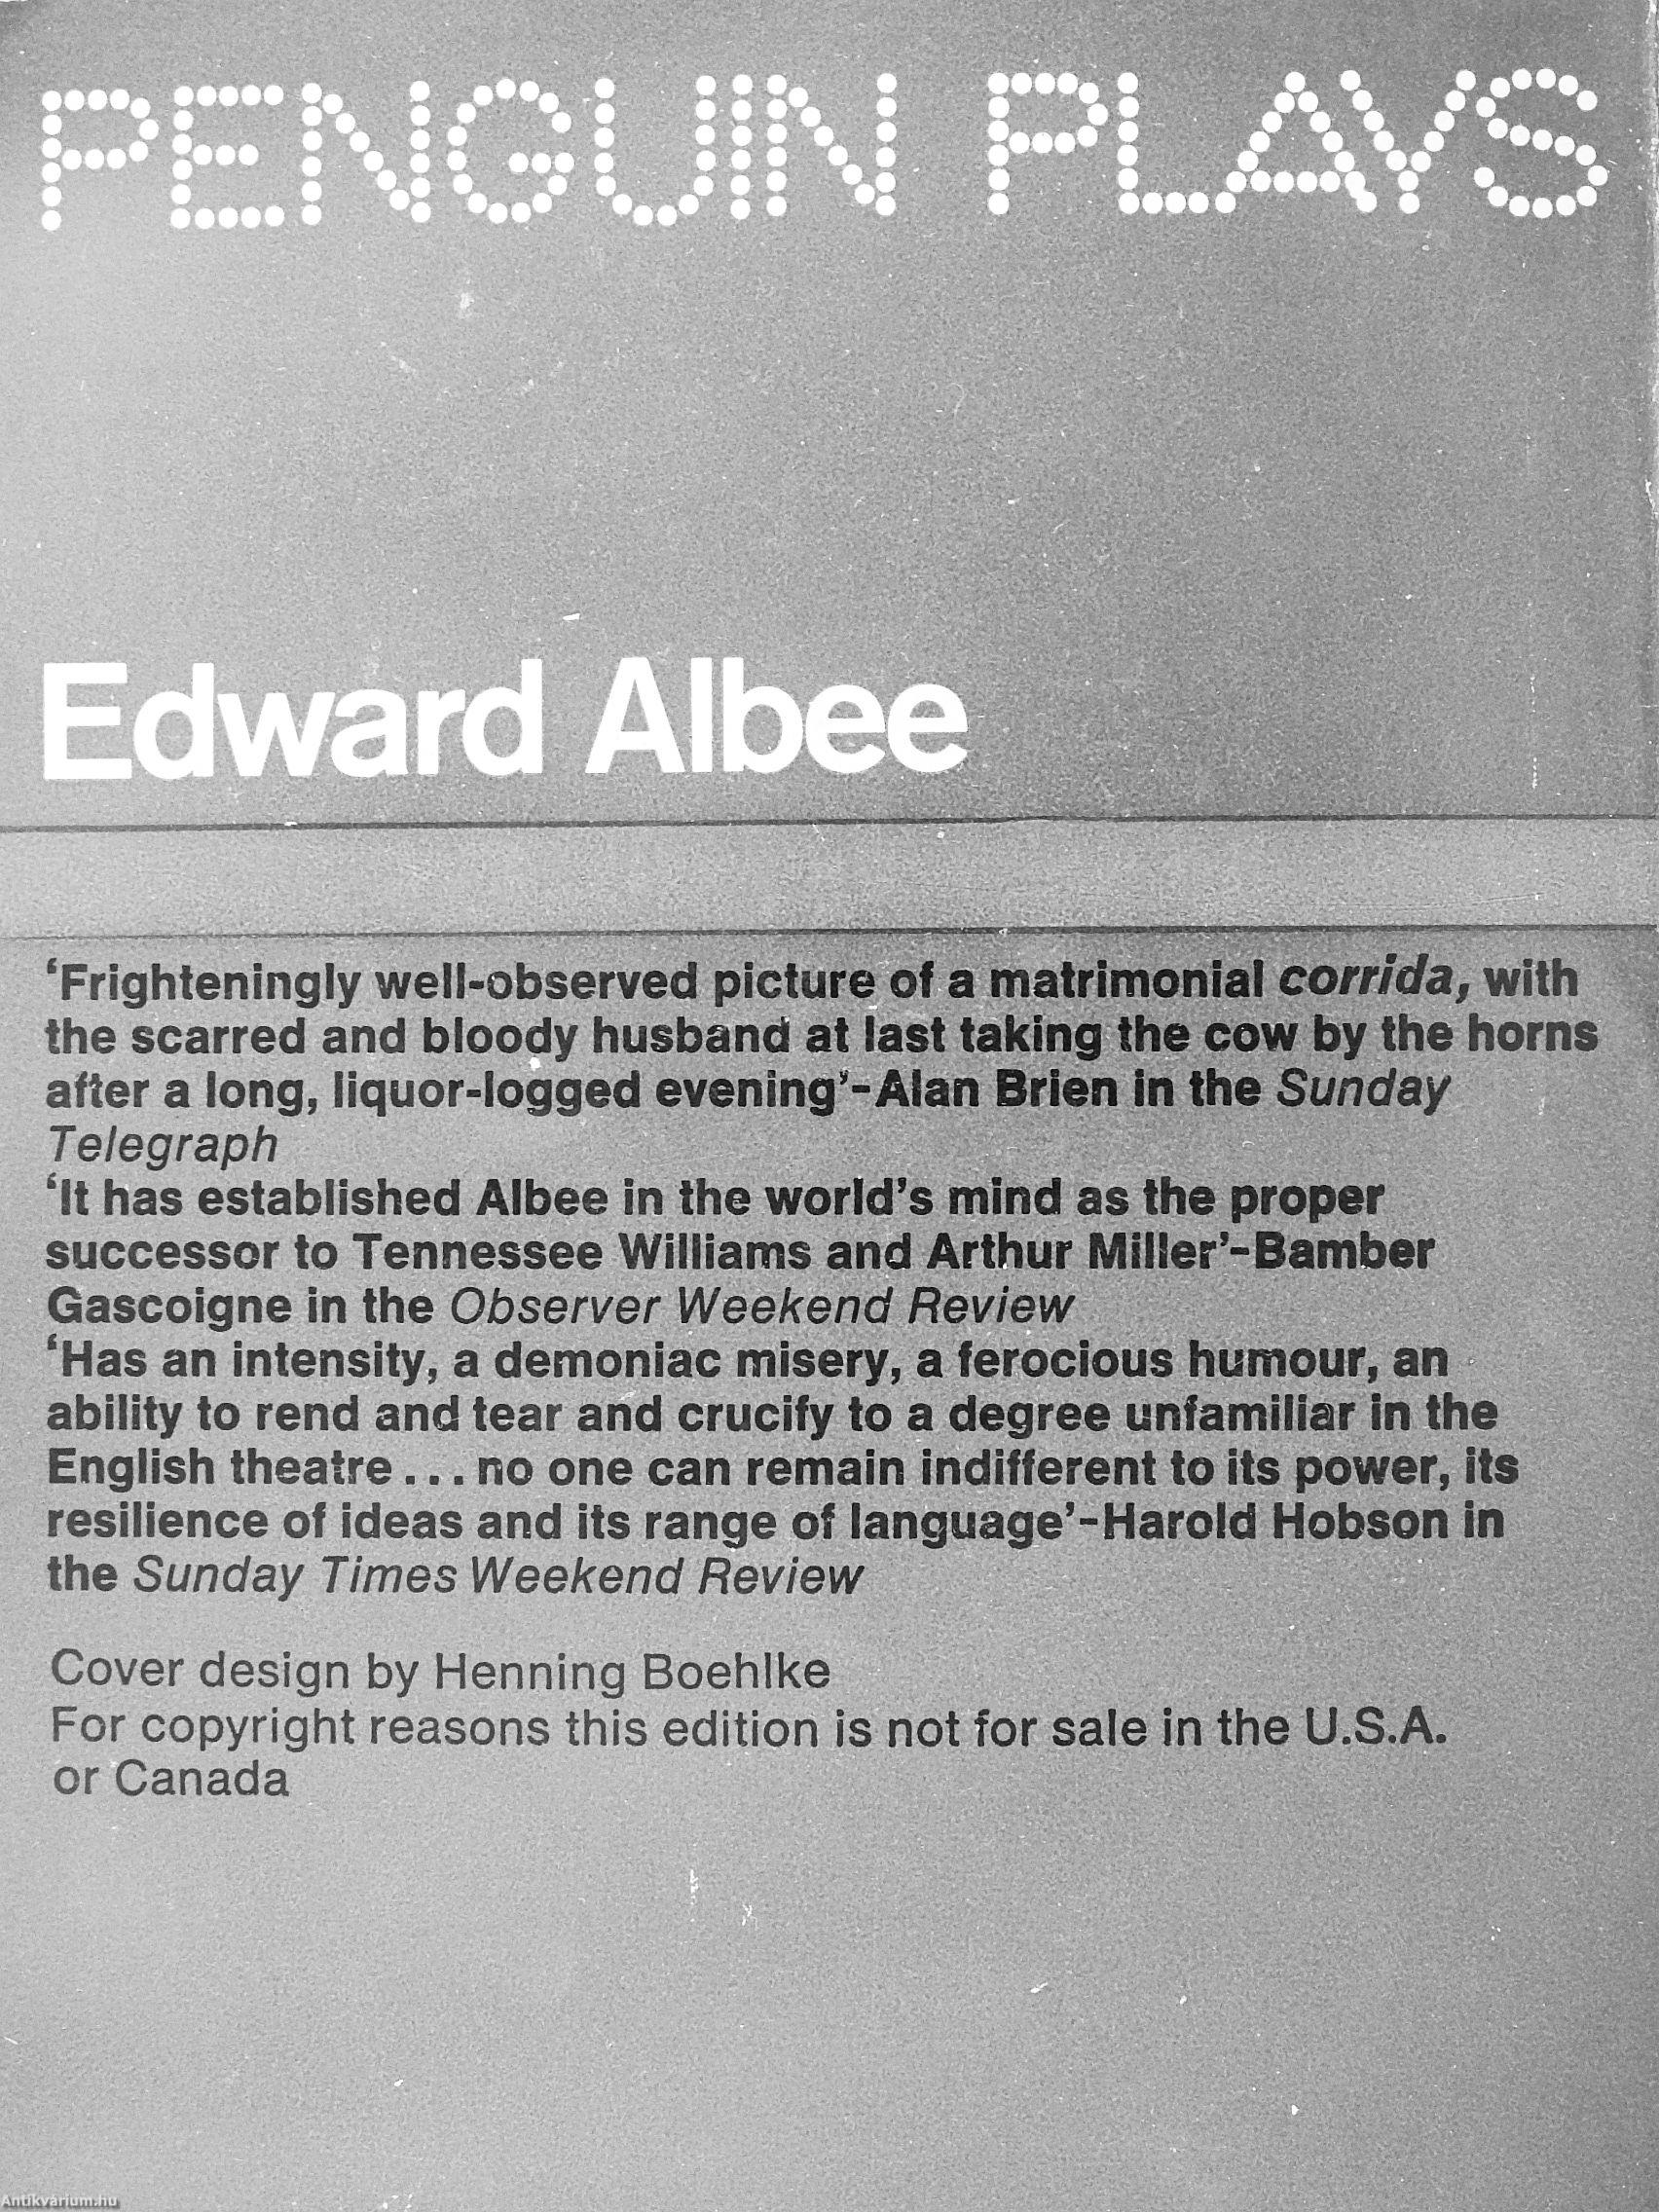 PENGUIN PLAYS
Edward Albee
‘Frighteningly well-observed picture of a matrimonial corrida, with
the scarred and bloody husband at last taking the cow by the horns
after a long, liquor-logged evening’-Alan Brien in the Sunday
Telegraph
‘It has established Albee in the world’s mind as the proper
successor to Tennessee Williams and Arthur Miller’-Bamber
Gascoigne in the Observer Weekend Review
‘Has an intensity, a demoniac misery, a ferocious humour, an
ability to rend and tear and crucify to a degree unfamiliar in the
English theatre . . . no one can remain indifferent to its power, its
resilience of ideas and its range of language’-Harold Hobson in
the Sunday Times Weekend Review
Cover design by Henning Boehlke
For copyright reasons this edition is not for sale in the U.S.A.
or Canada
Antikvárium.hu